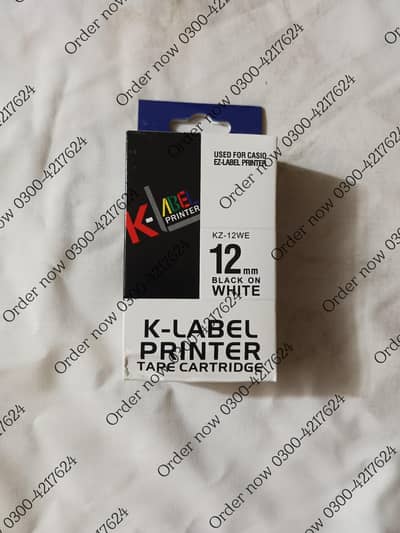 USED FOR CASIO
EZ-LABEL PRINTER
K-LABEL
PRINTER
KZ-12WE
12mm
BLACK ON
WHITE
K-LABEL
PRINTER
TAPE CARTRIDGE
Order now 0300-4217624